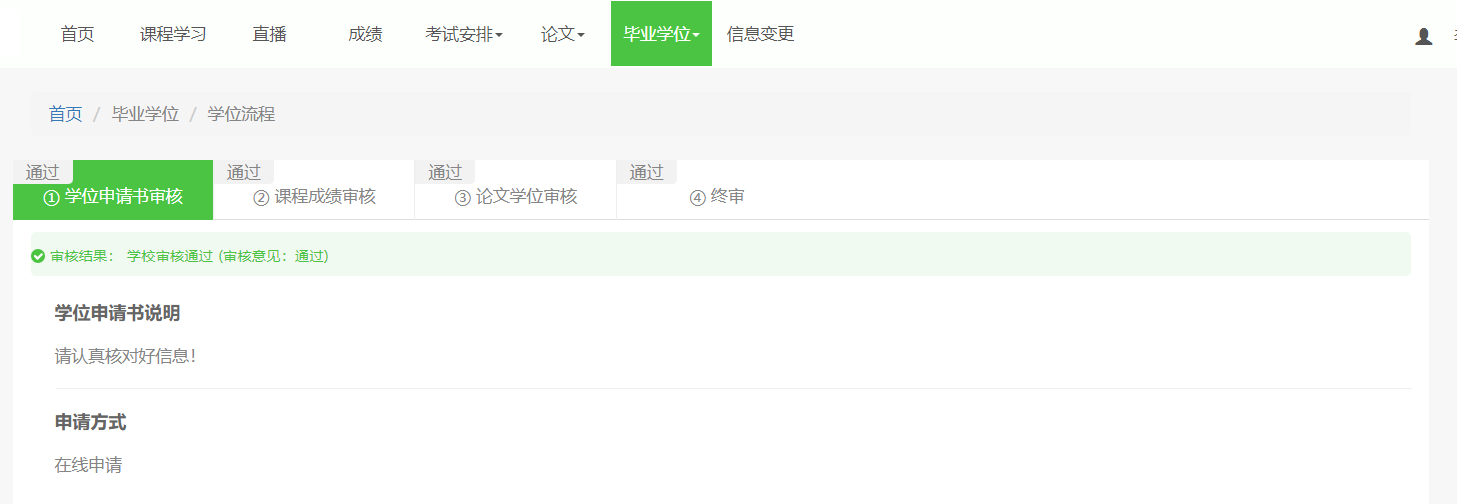 首页 课程学习 直播 成绩 考试安排 论文 毕业学位 信息变更
首页 / 毕业学位 / 学位流程
通过 通过 通过 通过
① 学位申请书审核 ② 课程成绩审核 ③ 论文学位审核 ④ 终审
审核结果： 学校审核通过 (审核意见：通过)
学位申请书说明
请认真核对好信息！
申请方式
在线申请